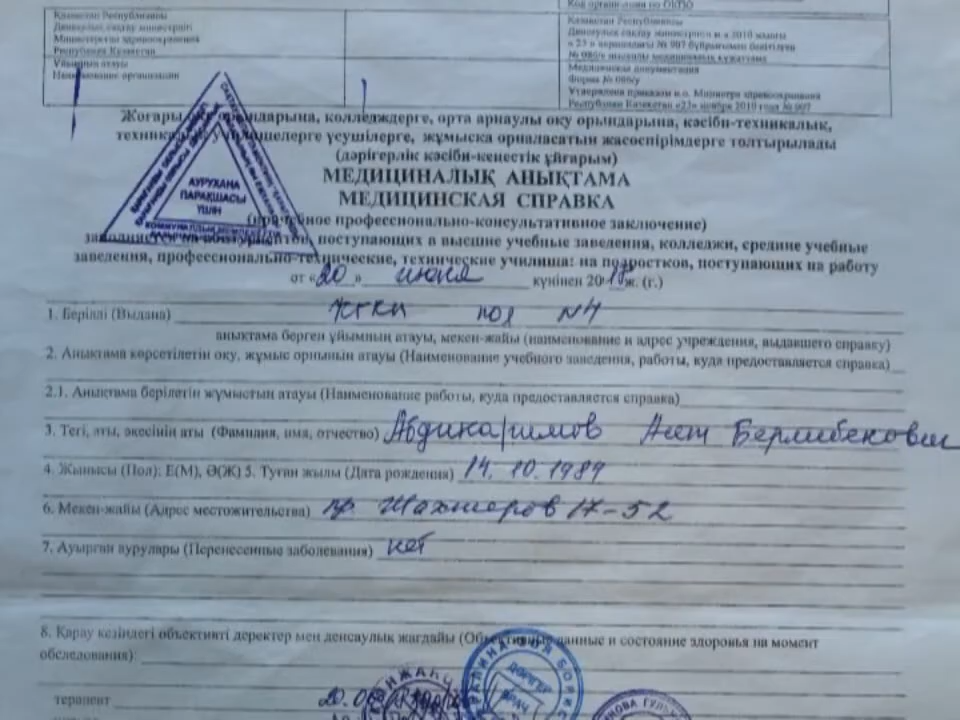 Код организации по ОКПО
Қазақстан Республикасы
Денсаулық сақтау министрлігі
Министерство здравоохранения
Республики Казахстан
Қазақстан Республикасы
Денсаулық сақтау министрінің м.а 2010 жылғы
« 23 » қарашадағы № 907 бұйрығымен бекітілген
№ 086/у нысанды медициналық құжаттама
Ұйымның атауы
Наименование организации
Медицинская документация
Форма № 086/у
Утверждена приказом и.о. Министра здравоохранения
Республики Казахстан «23» ноября 2010 года № 907
Жоғары оқу орындарына, колледждерге, орта арнаулы оқу орындарына, кәсіби-техникалық,
техникалық училищелерге түсушілерге, жұмысқа орналасатын жасөспірімдерге толтырылады
(дәрігерлік кәсіби-кеңестік ұйғарым)
МЕДИЦИНАЛЫҚ АНЫҚТАМА
МЕДИЦИНСКАЯ СПРАВКА
АУРУХАНА
ПАРАҚШАСЫ
ҮШІН
(врачебное профессионально-консультативное заключение)
заполняется на абитуриентов, поступающих в высшие учебные заведения, колледжи, средние учебные
заведения, профессионально-технические, технические училища: на подростков, поступающих на работу
от «20» июня күнінен 20 ж. (г.)
1. Берілді (Выдана) №4
анықтама берген ұйымның атауы, мекен-жайы (наименование и адрес учреждения, выдавшего справку)
2. Анықтама көрсетілетін оқу, жұмыс орнының атауы (Наименование учебного заведения, работы, куда предоставляется справка)
2.1. Анықтама берілетін жұмыстың атауы (Наименование работы, куда предоставляется справка)
3. Тегі, аты, әкесінің аты (Фамилия, имя, отчество) Абдикаримов
4. Жынысы (Пол): Е(М), Ә(Ж) 5. Туған жылы (Дата рождения) 14.10.1989
6. Мекен-жайы (Адрес местожительства) пр. Шахтеров 17-52
7. Ауырған аурулары (Перенесенные заболевания) нет
8. Қарау кезіндегі объективті деректер мен денсаулық жағдайы (Объективные данные и состояние здоровья на момент
обследования):
ДӘРІГЕР
ВРАЧ
терапевт